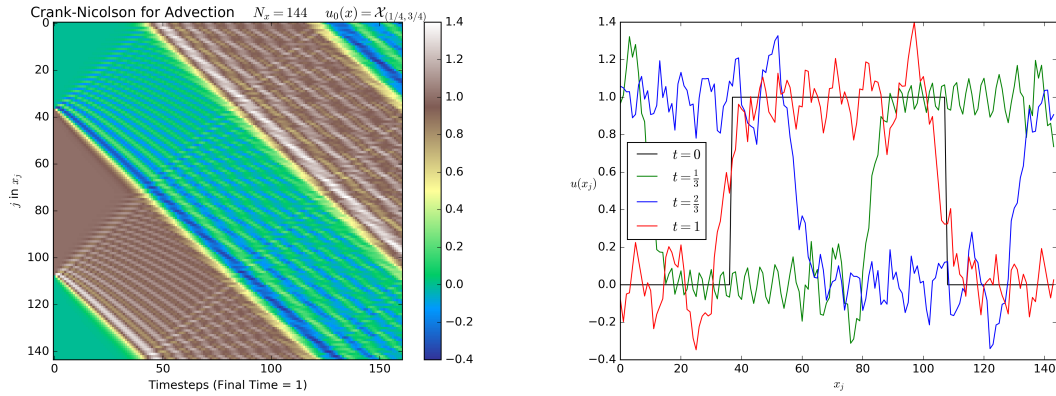 Crank-Nicolson for Advection N_x = 144 u_0(x) = 𝒳_(1/4,3/4)
0
20
40
60
80
100
120
140
j in x_j
0 50 100 150
Timesteps (Final Time = 1)
1.4
1.2
1.0
0.8
0.6
0.4
0.2
0.0
−0.2
−0.4
1.4
1.2
1.0
0.8
0.6
0.4
0.2
0.0
−0.2
−0.4
u(x_j)
t = 0
t = 1/3
t = 2/3
t = 1
0 20 40 60 80 100 120 140
x_j